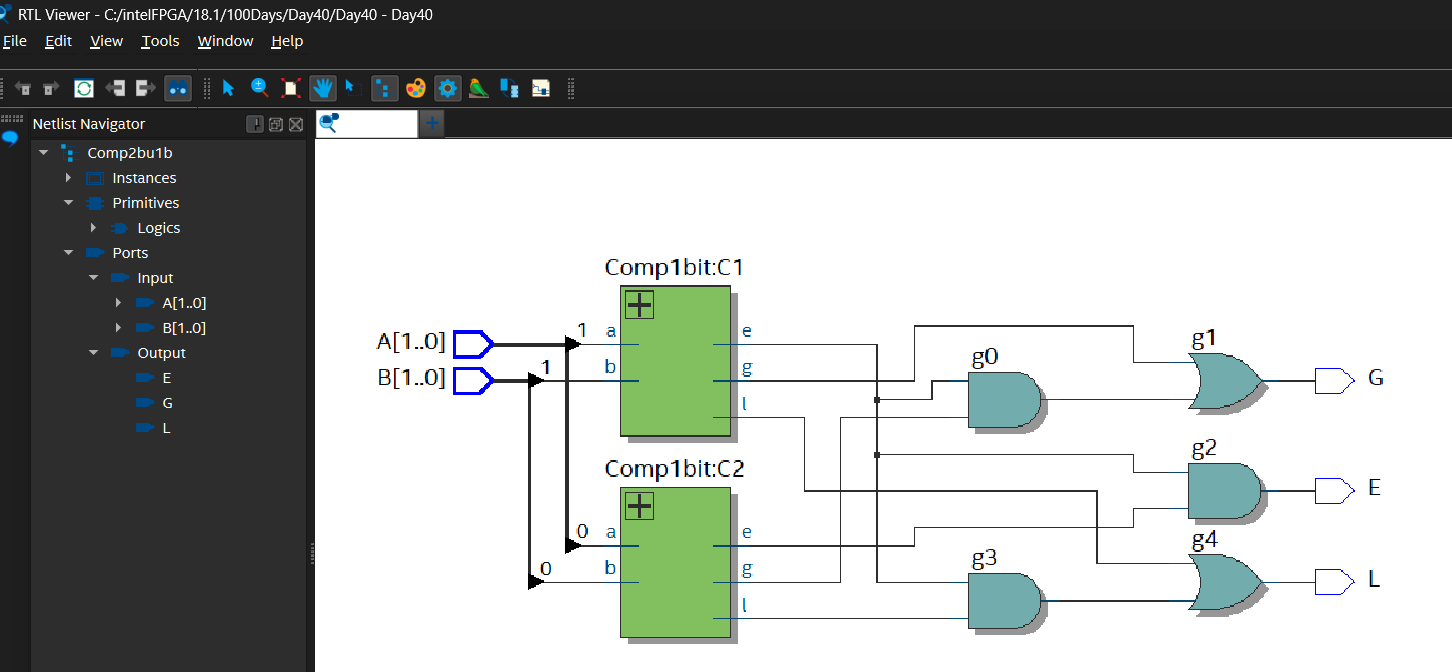 RTL Viewer - C:/intelFPGA/18.1/100Days/Day40/Day40 - Day40
File Edit View Tools Window Help
Netlist Navigator
Comp2bu1b
Instances
Primitives
Logics
Ports
Input
A[1..0]
B[1..0]
Output
E
G
L
Comp1bit:C1
A[1..0] 1 a e
B[1..0] 1 b g
l
Comp1bit:C2
0 a e
0 b g
l
g0
g1
G
g2
E
g3
g4
L